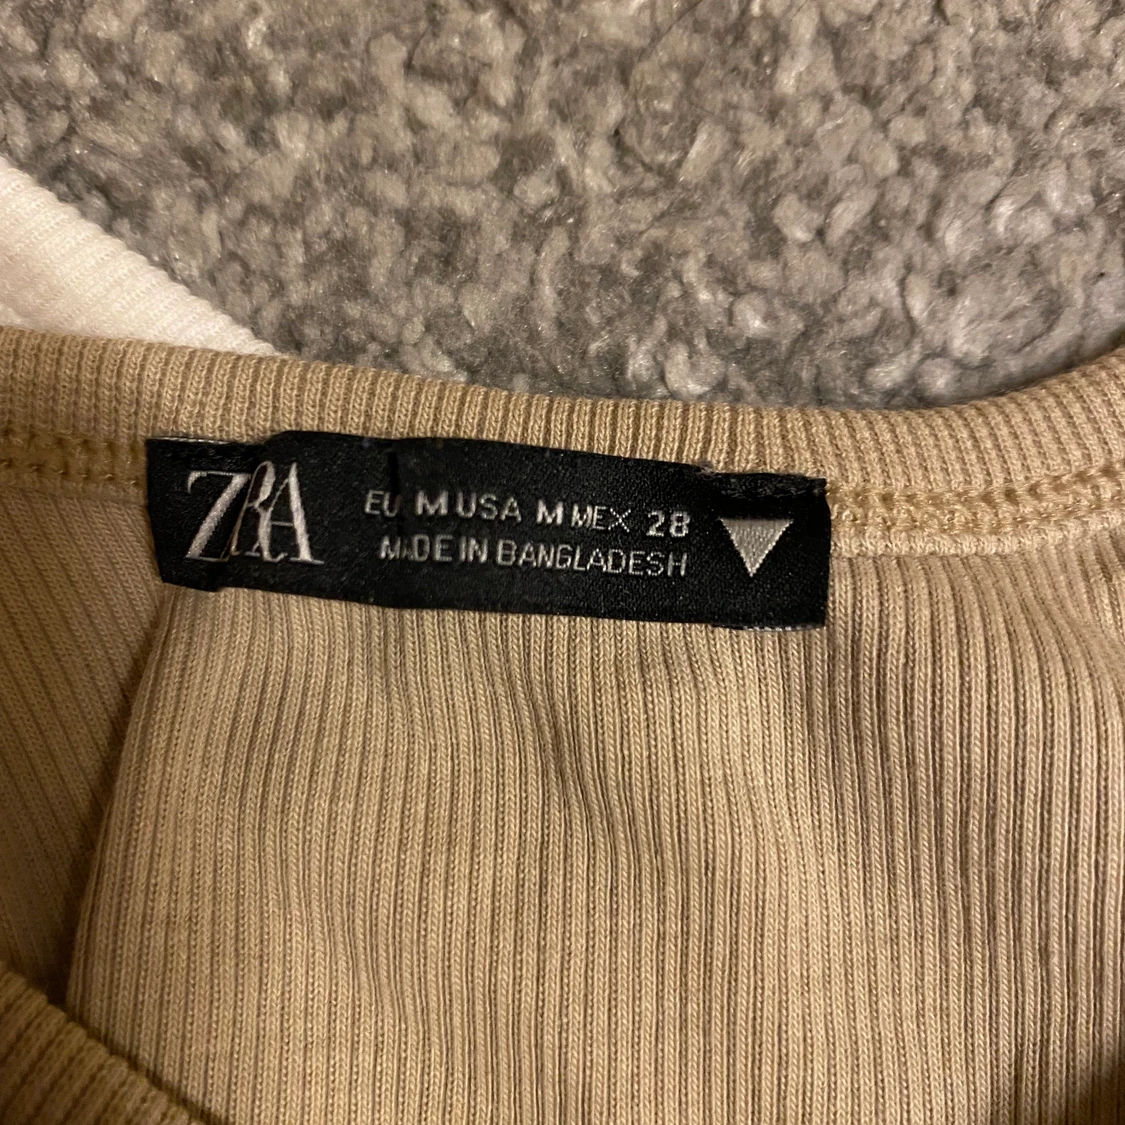 ZARA
EU M USA M MEX 28
MADE IN BANGLADESH